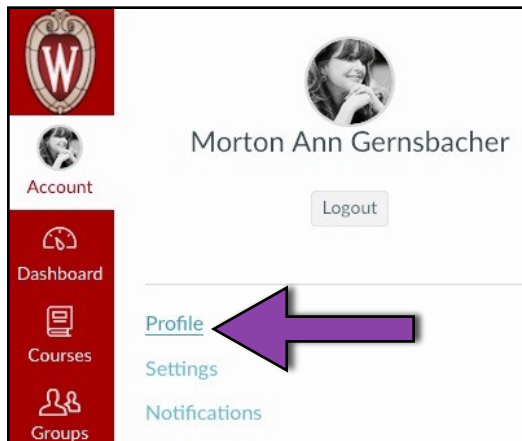 W
Account
Dashboard
Courses
Groups
Morton Ann Gernsbacher
Logout
Profile
Settings
Notifications